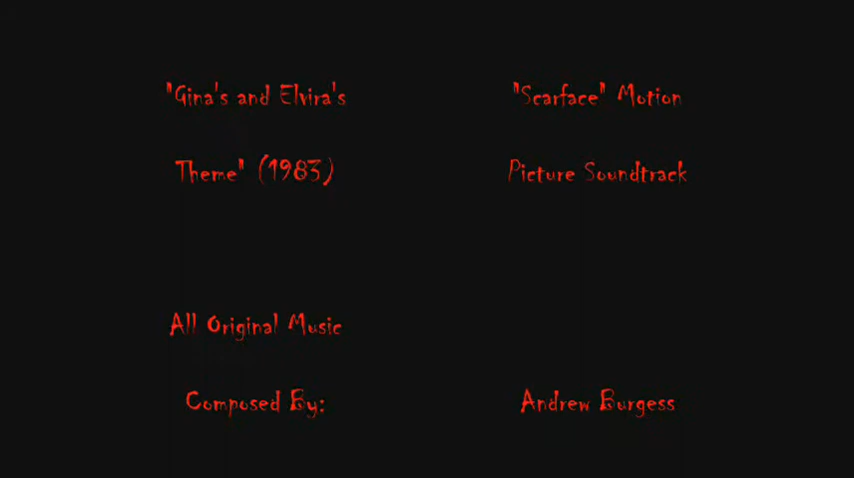 "Gina's and Elvira's
Theme" (1983)
"Scarface" Motion
Picture Soundtrack
All Original Music
Composed By:
Andrew Burgess